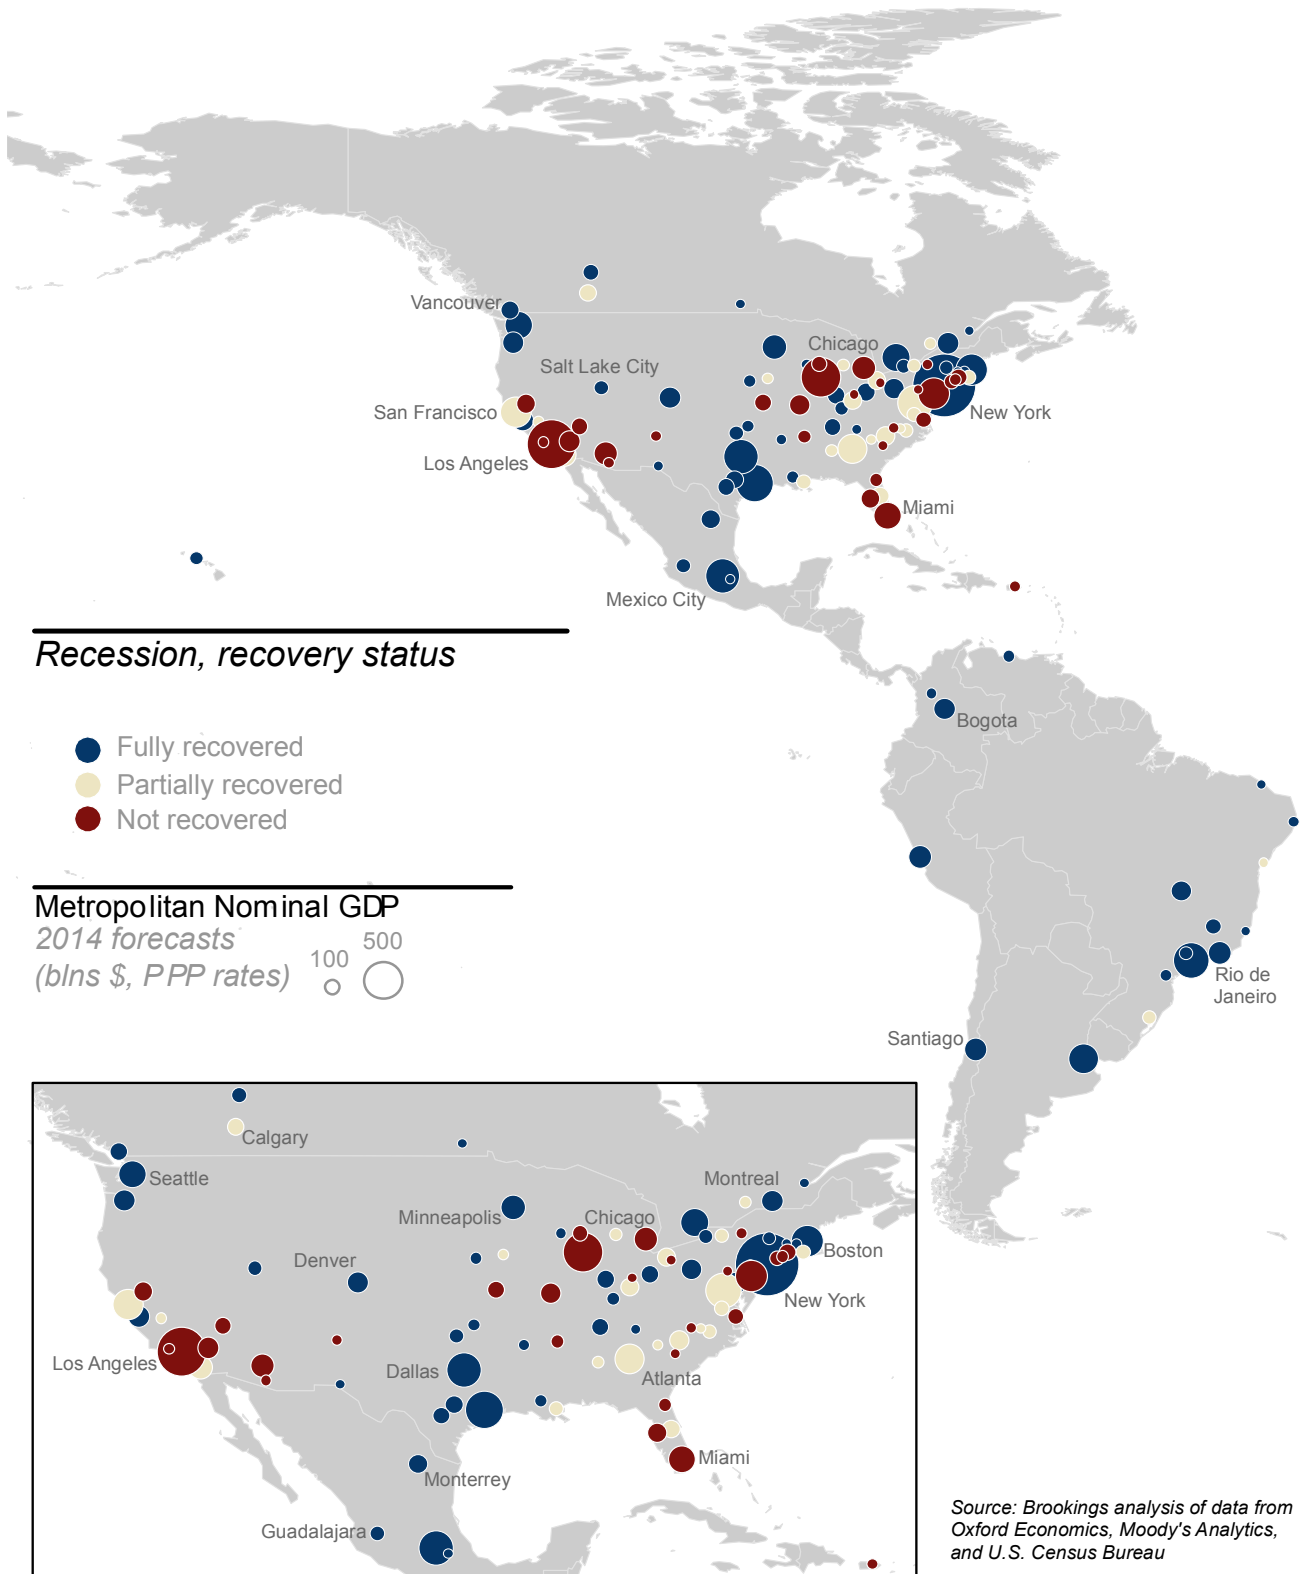 Vancouver
Chicago
Salt Lake City
San Francisco
New York
Los Angeles
Miami
Mexico City
Recession, recovery status
Bogota
Fully recovered
Partially recovered
Not recovered
Metropolitan Nominal GDP
2014 forecasts
(blns $, PPP rates)
100
500
Rio de
Janeiro
Santiago
Calgary
Seattle
Montreal
Minneapolis
Chicago
Boston
Denver
New York
Los Angeles
Dallas
Atlanta
Miami
Monterrey
Guadalajara
Source: Brookings analysis of data from
Oxford Economics, Moody's Analytics,
and U.S. Census Bureau